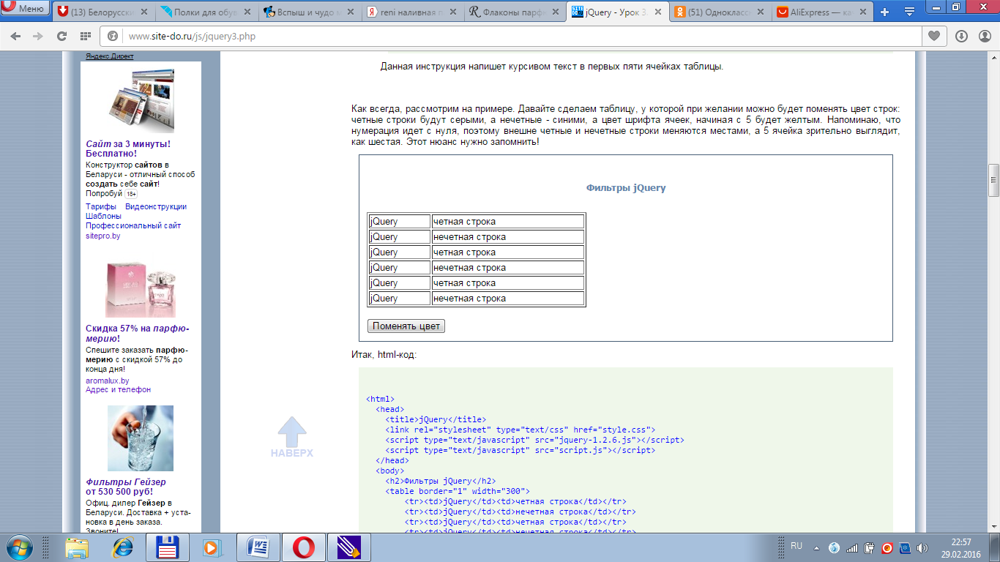 Меню
(13) Белорусски
Полки для обув
Вспыш и чудо м
reni наливная п
Флаконы парф
jQuery - Урок 3
(51) Одноклассн
AliExpress — ка
www.site-do.ru/js/jquery3.php
Яндекс.Директ
Сайт за 3 минуты!
Бесплатно!
Конструктор сайтов в
Беларуси - отличный способ
создать себе сайт!
Попробуй 18+
Тарифы Видеонструкции
Шаблоны
Профессиональный сайт
sitepro.by
Скидка 57% на парфю-
мерию!
Спешите заказать парфю-
мерию с скидкой 57% до
конца дня!
aromalux.by
Адрес и телефон
Фильтры Гейзер
от 530 500 руб!
Офиц. дилер Гейзер в
Беларуси. Доставка + уста-
новка в день заказа.
Звоните!
НАВЕРХ
Данная инструкция напишет курсивом текст в первых пяти ячейках таблицы.
Как всегда, рассмотрим на примере. Давайте сделаем таблицу, у которой при желании можно будет поменять цвет строк:
четные строки будут серыми, а нечетные - синими, а цвет шрифта ячеек, начиная с 5 будет желтым. Напоминаю, что
нумерация идет с нуля, поэтому внешне четные и нечетные строки меняются местами, а 5 ячейка зрительно выглядит,
как шестая. Этот нюанс нужно запомнить!
Фильтры jQuery
jQuery четная строка
jQuery нечетная строка
jQuery четная строка
jQuery нечетная строка
jQuery четная строка
jQuery нечетная строка
Поменять цвет
Итак, html-код:
<html>
<head>
<title>jQuery</title>
<link rel="stylesheet" type="text/css" href="style.css">
<script type="text/javascript" src="jquery-1.2.6.js"></script>
<script type="text/javascript" src="script.js"></script>
</head>
<body>
<h2>Фильтры jQuery</h2>
<table border="1" width="300">
<tr><td>jQuery</td><td>четная строка</td></tr>
<tr><td>jQuery</td><td>нечетная строка</td></tr>
<tr><td>jQuery</td><td>четная строка</td></tr>
<tr><td>jQuery</td><td>нечетная строка</td></tr>
RU
22:57
29.02.2016